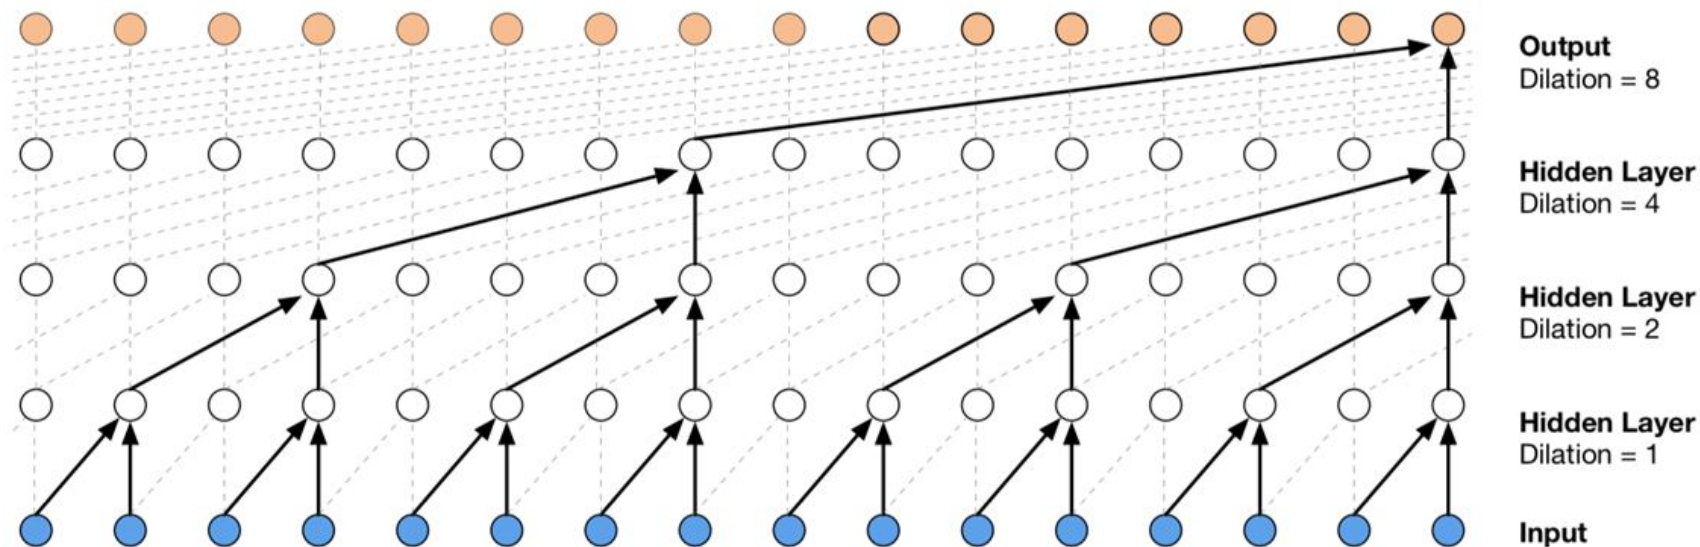 Output
Dilation = 8
Hidden Layer
Dilation = 4
Hidden Layer
Dilation = 2
Hidden Layer
Dilation = 1
Input